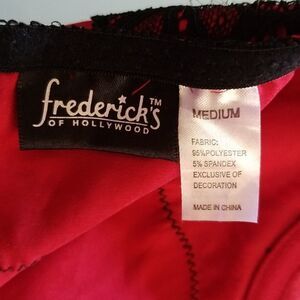 frederick's™
OF HOLLYWOOD
MEDIUM
FABRIC:
95%POLYESTER
5% SPANDEX
EXCLUSIVE OF
DECORATION
MADE IN CHINA